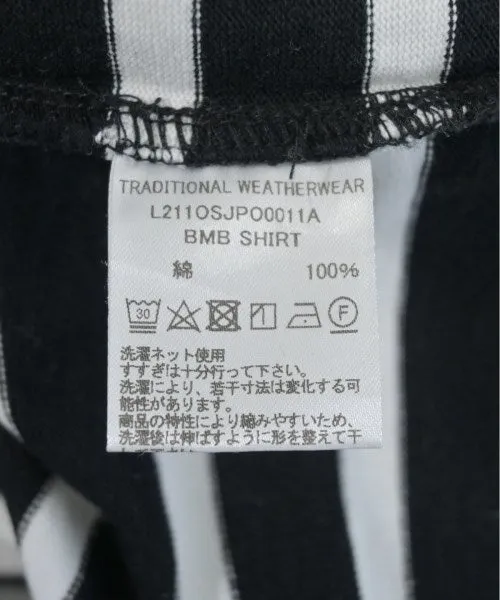 TRADITIONAL WEATHERWEAR
L211OSJPO0011A
BMB SHIRT
綿 100%
30 F
洗濯ネット使用
すすぎは十分行って下さい。
洗濯により、若干寸法は変化する可
能性があります。
商品の特性により縮みやすいため、
洗濯後は伸ばすように形を整えて干